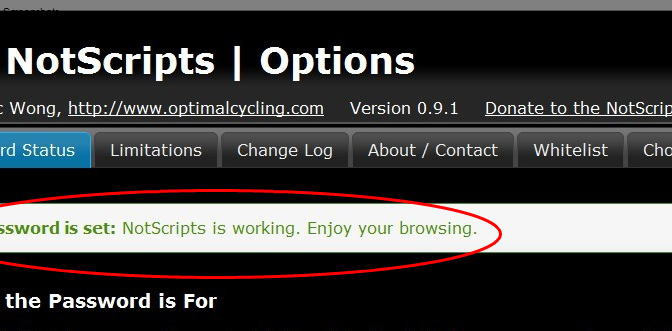 Screenshots
NotScripts | Options
c Wong, http://www.optimalcycling.com Version 0.9.1 Donate to the NotScrip
rd Status Limitations Change Log About / Contact Whitelist Cho
ssword is set: NotScripts is working. Enjoy your browsing.
the Password is For